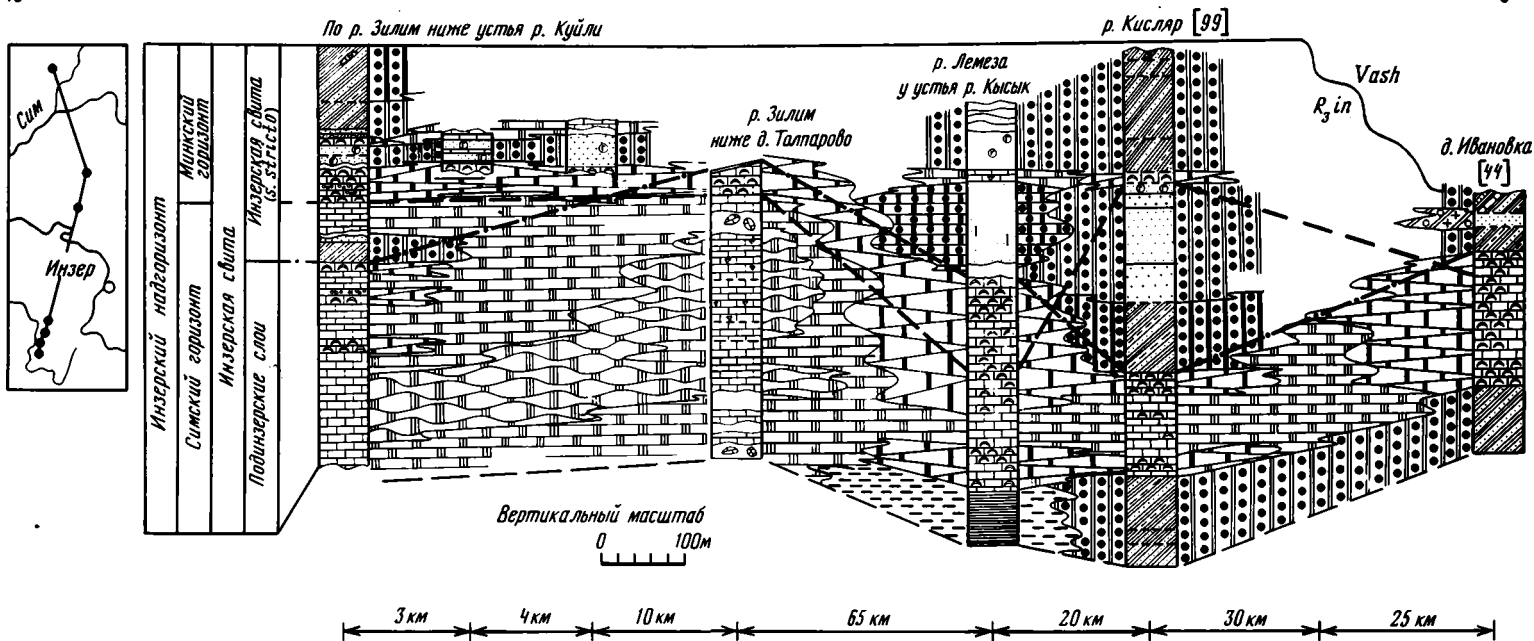 По р. Зилим ниже устья р. Куйли
р. Кисляр [99]
Vash
R₃ in
р. Лемеза
у устья р. Кысык
р. Зилим
ниже д. Толпарово
д. Ивановка
[44]
Сим
Инзер
Инзерский надгоризонт
Минкский горизонт
Симский горизонт
Инзерская свита
Инзерская свита
(s. stricto)
Подинзерские слои
Вертикальный масштаб
0 100м
3 км 4 км 10 км 65 км 20 км 30 км 25 км